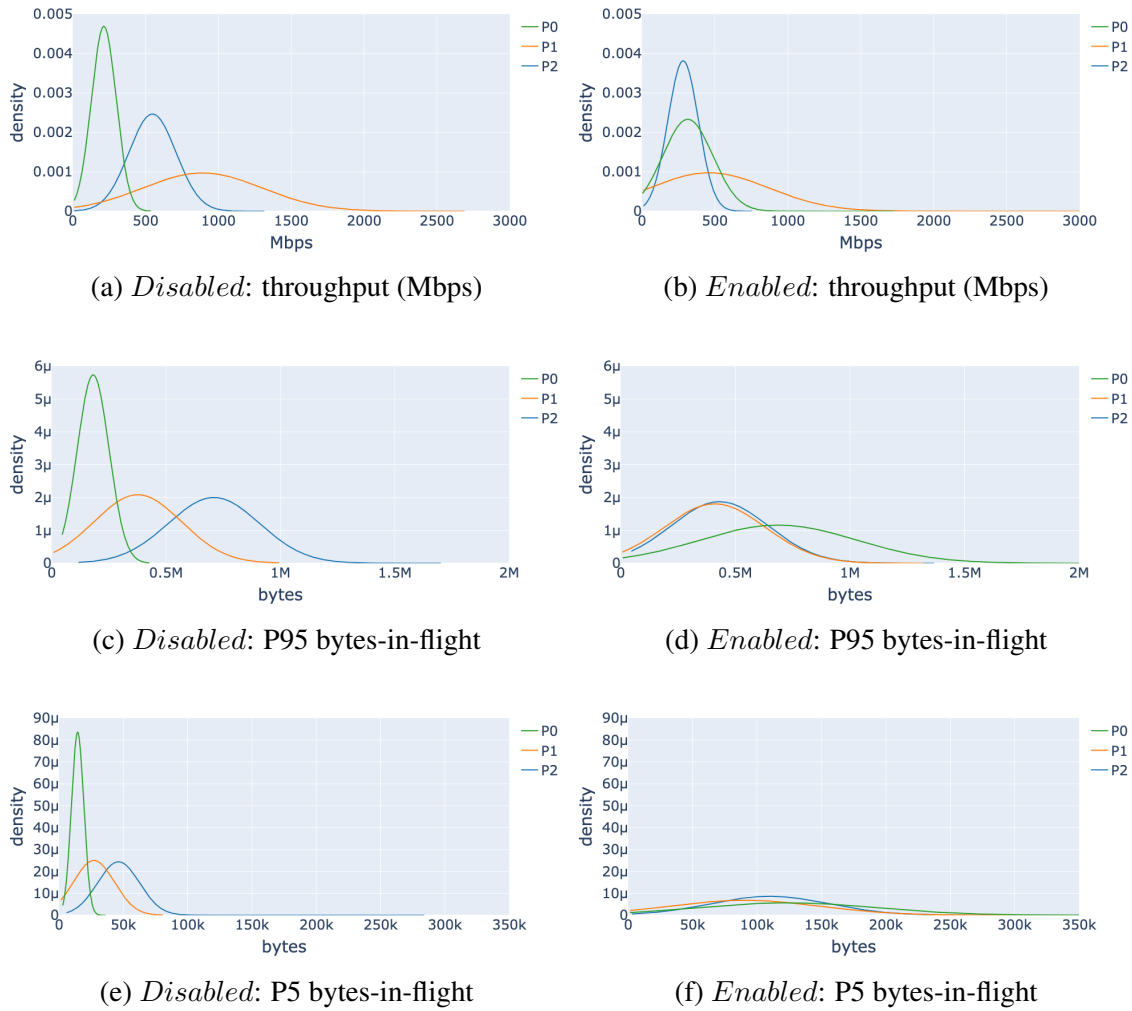 0.005
0.004
0.003
0.002
0.001
0
density
0 500 1000 1500 2000 2500 3000
Mbps
P0
P1
P2
(a) Disabled: throughput (Mbps)
0.005
0.004
0.003
0.002
0.001
0
density
0 500 1000 1500 2000 2500 3000
Mbps
P0
P1
P2
(b) Enabled: throughput (Mbps)
6μ
5μ
4μ
3μ
2μ
1μ
0
density
0 0.5M 1M 1.5M 2M
bytes
P0
P1
P2
(c) Disabled: P95 bytes-in-flight
6μ
5μ
4μ
3μ
2μ
1μ
0
density
0 0.5M 1M 1.5M 2M
bytes
P0
P1
P2
(d) Enabled: P95 bytes-in-flight
90μ
80μ
70μ
60μ
50μ
40μ
30μ
20μ
10μ
0
density
0 50k 100k 150k 200k 250k 300k 350k
bytes
P0
P1
P2
(e) Disabled: P5 bytes-in-flight
90μ
80μ
70μ
60μ
50μ
40μ
30μ
20μ
10μ
0
density
0 50k 100k 150k 200k 250k 300k 350k
bytes
P0
P1
P2
(f) Enabled: P5 bytes-in-flight